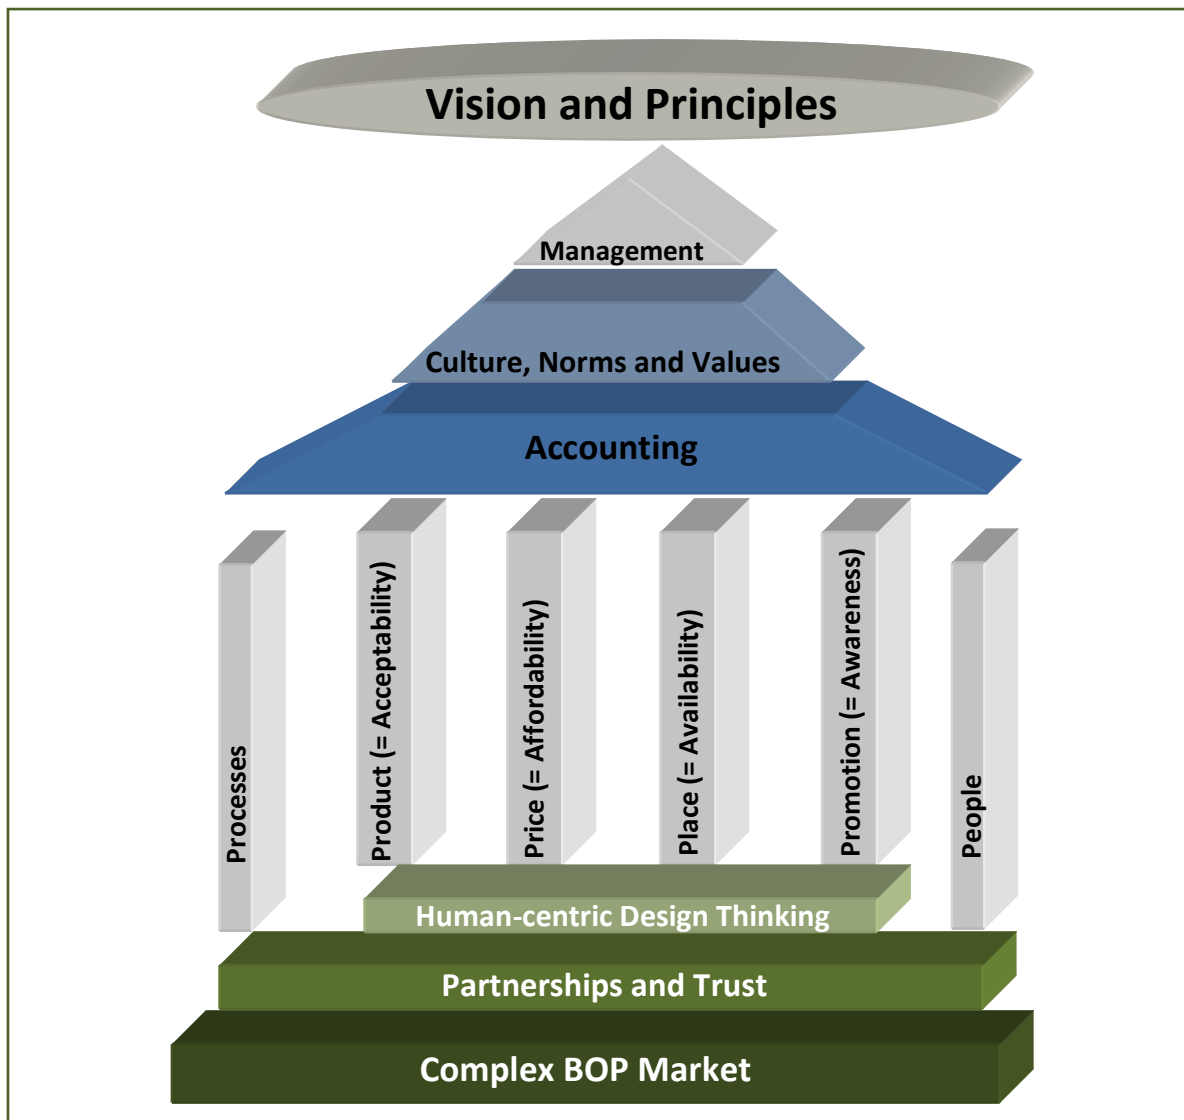 Vision and Principles
Management
Culture, Norms and Values
Accounting
Processes
Product (= Acceptability)
Price (= Affordability)
Place (= Availability)
Promotion (= Awareness)
People
Human-centric Design Thinking
Partnerships and Trust
Complex BOP Market